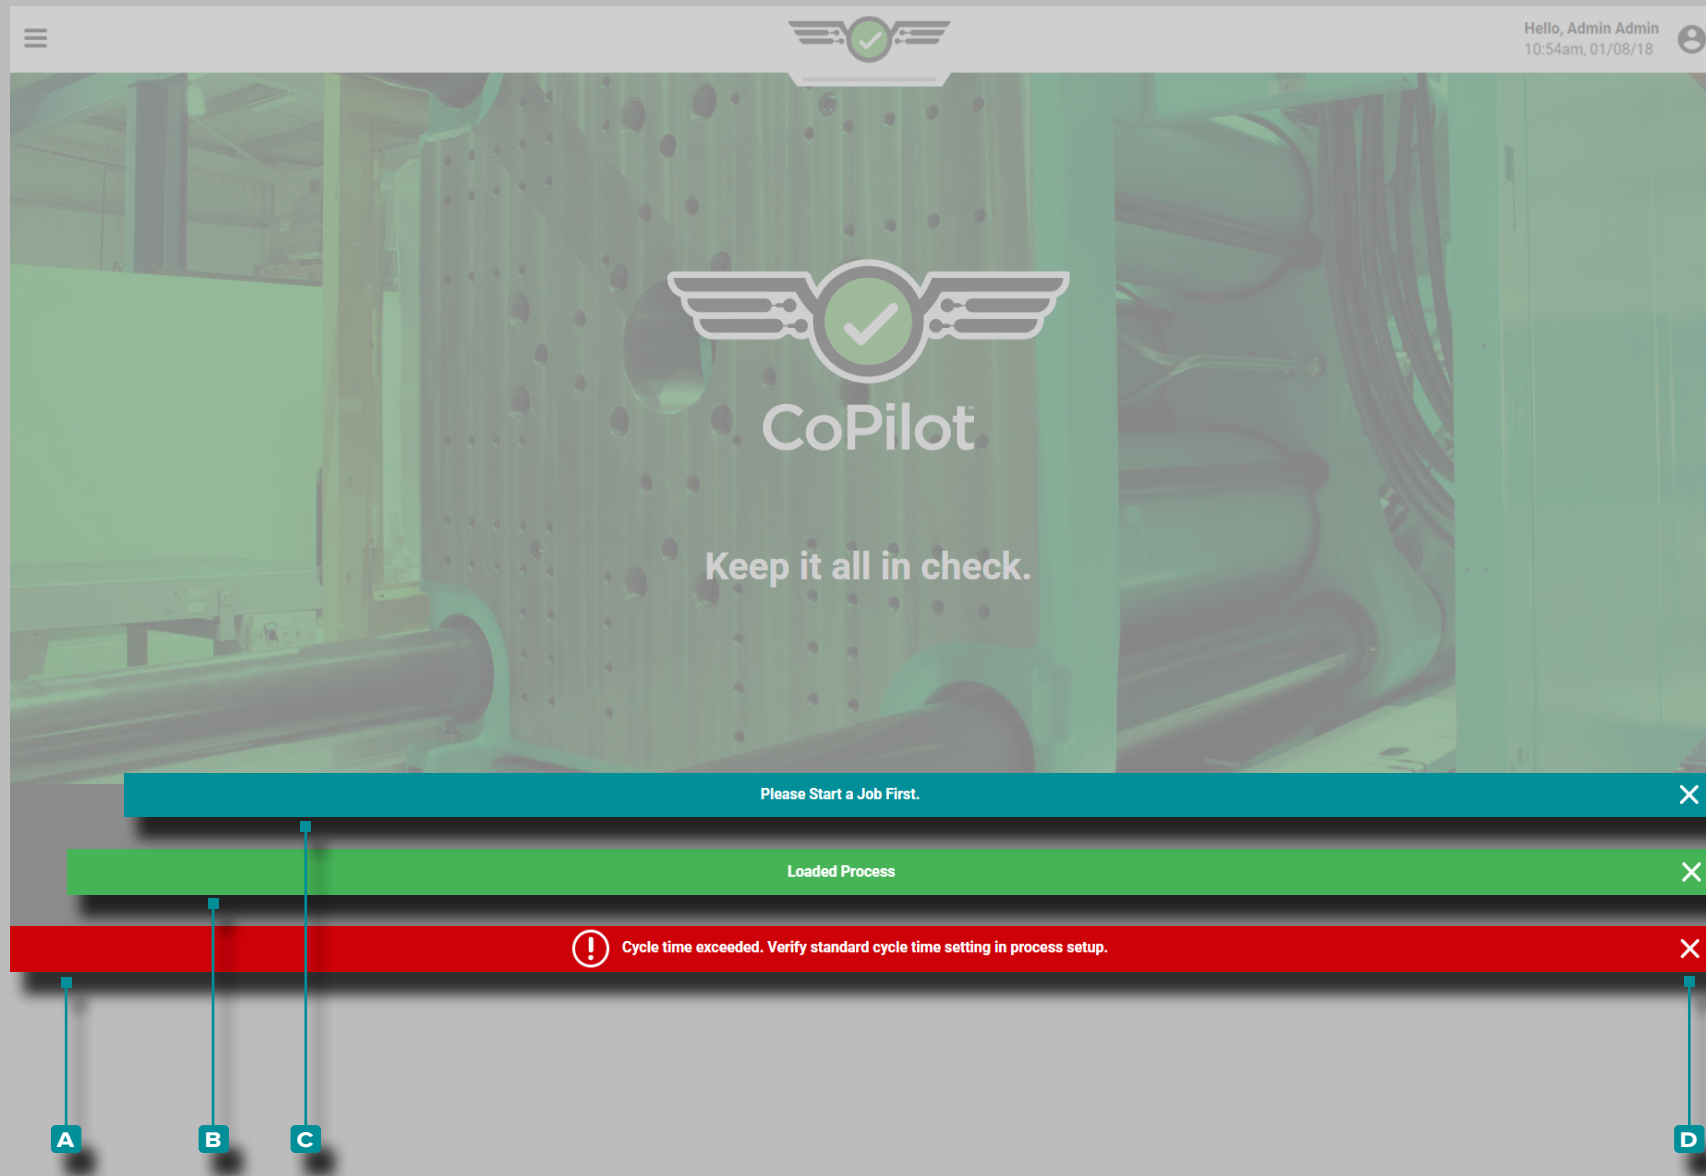 Hello, Admin Admin
10:54am, 01/08/18
CoPilot™
Keep it all in check.
Please Start a Job First.
Loaded Process
Cycle time exceeded. Verify standard cycle time setting in process setup.
A B C D